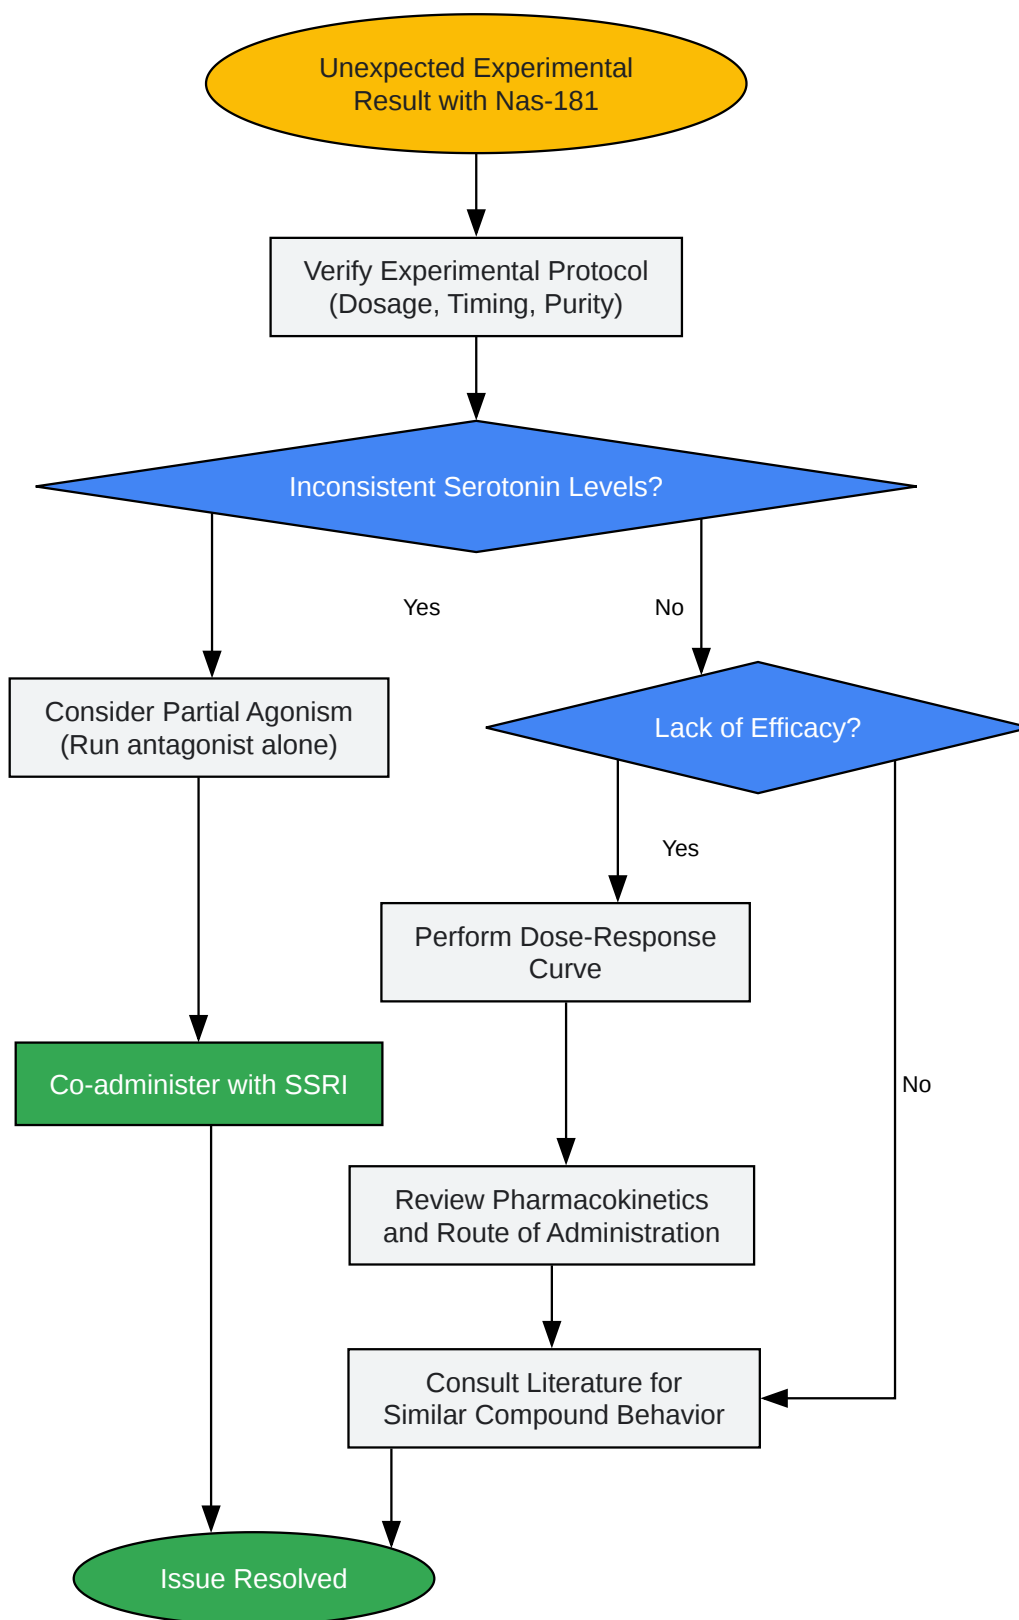 Unexpected Experimental
Result with Nas-181
Verify Experimental Protocol
(Dosage, Timing, Purity)
Inconsistent Serotonin Levels?
Yes
No
Consider Partial Agonism
(Run antagonist alone)
Lack of Efficacy?
Yes
Perform Dose-Response
Curve
Co-administer with SSRI
No
Review Pharmacokinetics
and Route of Administration
Consult Literature for
Similar Compound Behavior
Issue Resolved